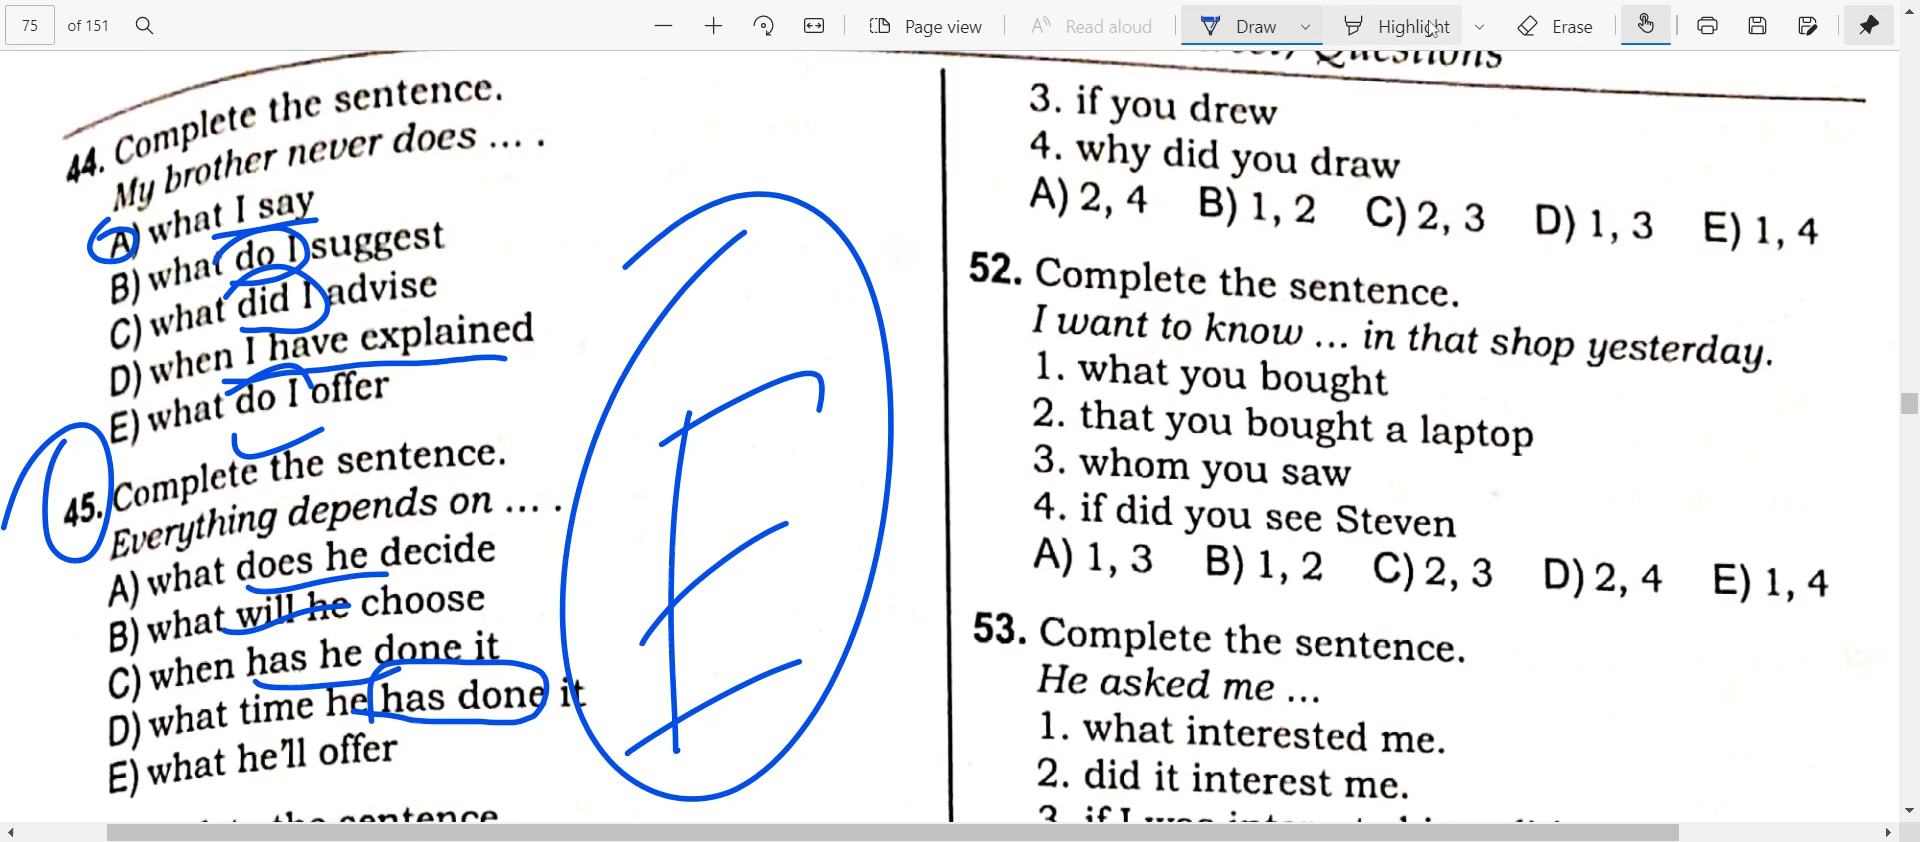 75 of 151
Page view
Read aloud
Draw
Highlight
Erase
Questions
44. Complete the sentence.
My brother never does ... .
A) what I say
B) what do I suggest
C) what did I advise
D) when I have explained
E) what do I offer
45. Complete the sentence.
Everything depends on ... .
A) what does he decide
B) what will he choose
C) when has he done it
D) what time he has done it
E) what he'll offer
the sentence
E
3. if you drew
4. why did you draw
A) 2, 4 B) 1, 2 C) 2, 3 D) 1, 3 E) 1, 4
52. Complete the sentence.
I want to know ... in that shop yesterday.
1. what you bought
2. that you bought a laptop
3. whom you saw
4. if did you see Steven
A) 1, 3 B) 1, 2 C) 2, 3 D) 2, 4 E) 1, 4
53. Complete the sentence.
He asked me ...
1. what interested me.
2. did it interest me.
3. if I was